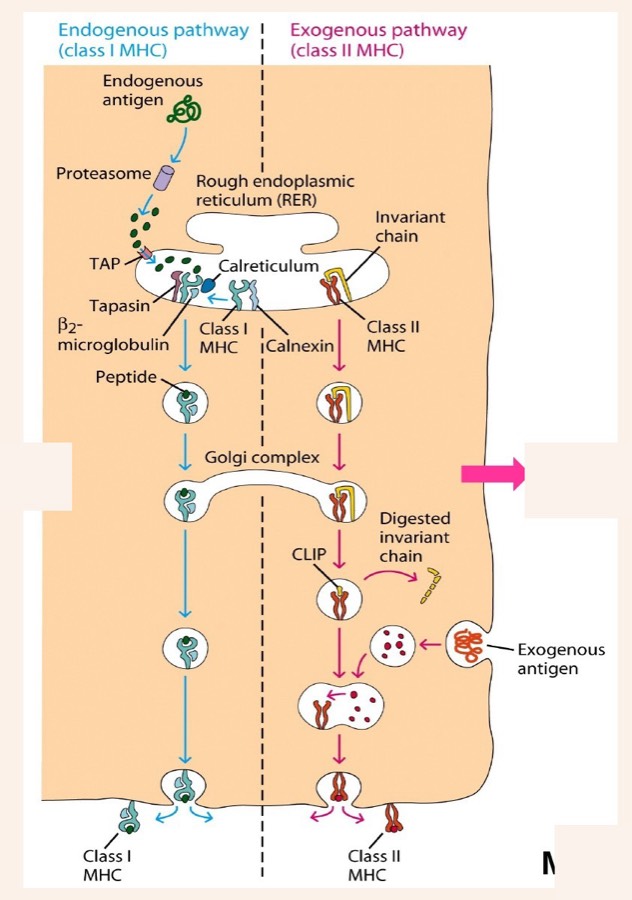 Endogenous pathway
(class I MHC)
Exogenous pathway
(class II MHC)
Endogenous
antigen
Proteasome
Rough endoplasmic
reticulum (RER)
Invariant
chain
TAP
Calreticulum
Tapasin
β2-
microglobulin
Class I
MHC
Calnexin
Class II
MHC
Peptide
Golgi complex
Digested
invariant
chain
CLIP
Exogenous
antigen
Class I
MHC
Class II
MHC